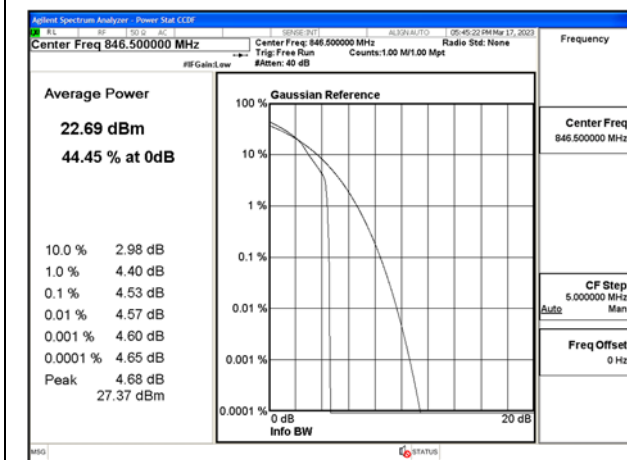 Agilent Spectrum Analyzer - Power Stat CCDF
RL RF 50 Ω AC SENSE:INT ALIGN AUTO 05:45:22 PM Mar 17, 2023
Center Freq 846.500000 MHz
Center Freq: 846.500000 MHz Radio Std: None
Trig: Free Run Counts:1.00 M/1.00 Mpt
#IFGain:Low #Atten: 40 dB
Frequency
Average Power
22.69 dBm
44.45 % at 0dB
10.0 % 2.98 dB
1.0 % 4.40 dB
0.1 % 4.53 dB
0.01 % 4.57 dB
0.001 % 4.60 dB
0.0001 % 4.65 dB
Peak 4.68 dB
27.37 dBm
Gaussian Reference
100 %
10 %
1 %
0.1 %
0.01 %
0.001 %
0.0001 %
0 dB 20 dB
Info BW
Center Freq
846.500000 MHz
CF Step
5.000000 MHz
Auto Man
Freq Offset
0 Hz
MSG STATUS